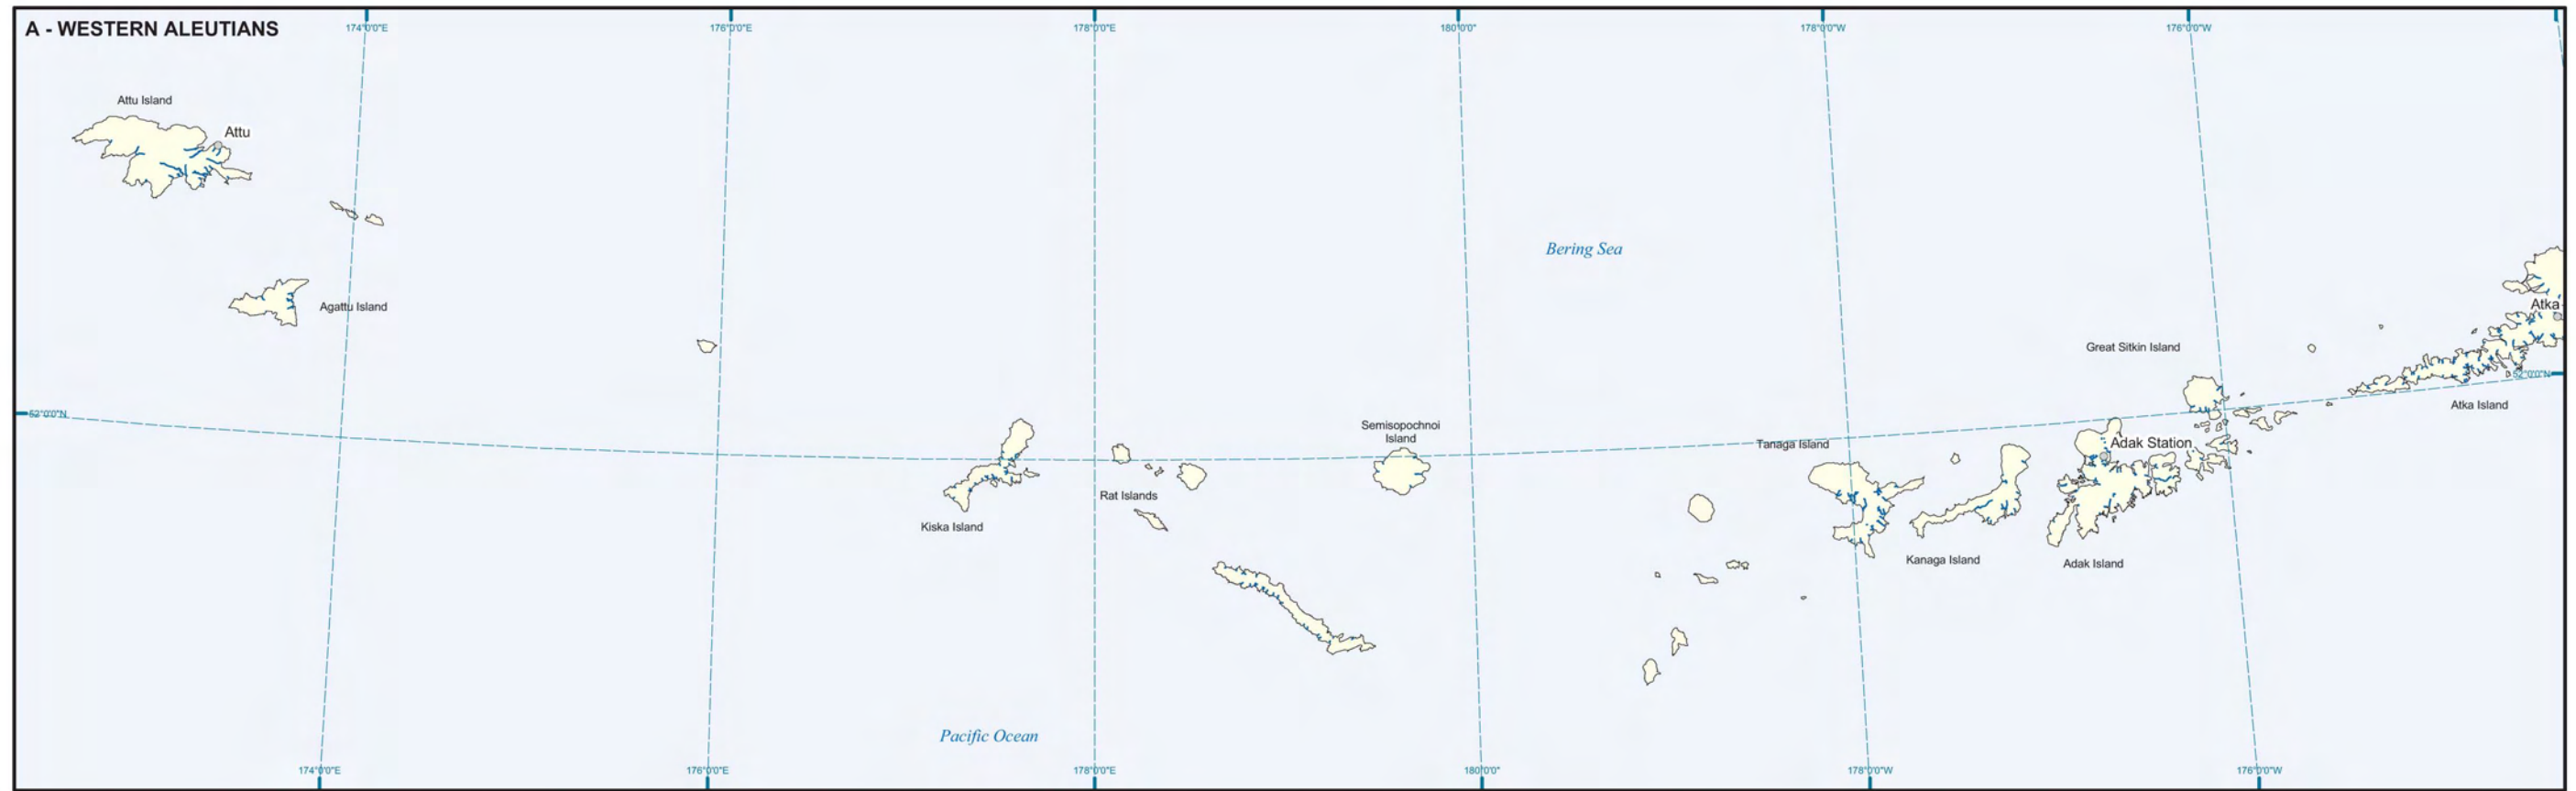 A - WESTERN ALEUTIANS
174°0'0"E
176°0'0"E
178°0'0"E
180°0'0"
178°0'0"W
176°0'0"W
Attu Island
Attu
Bering Sea
Agattu Island
Atka
Great Sitkin Island
52°0'0"N
52°0'0"N
Atka Island
Semisopochnoi
Island
Tanaga Island
Adak Station
Rat Islands
Kiska Island
Kanaga Island
Adak Island
Pacific Ocean
174°0'0"E
176°0'0"E
178°0'0"E
180°0'0"
178°0'0"W
176°0'0"W